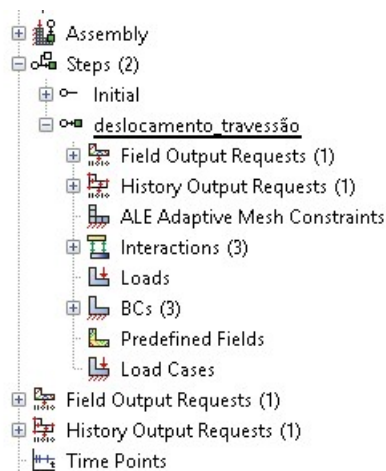 Assembly
Steps (2)
Initial
deslocamento_travessão
Field Output Requests (1)
History Output Requests (1)
ALE Adaptive Mesh Constraints
Interactions (3)
Loads
BCs (3)
Predefined Fields
Load Cases
Field Output Requests (1)
History Output Requests (1)
Time Points